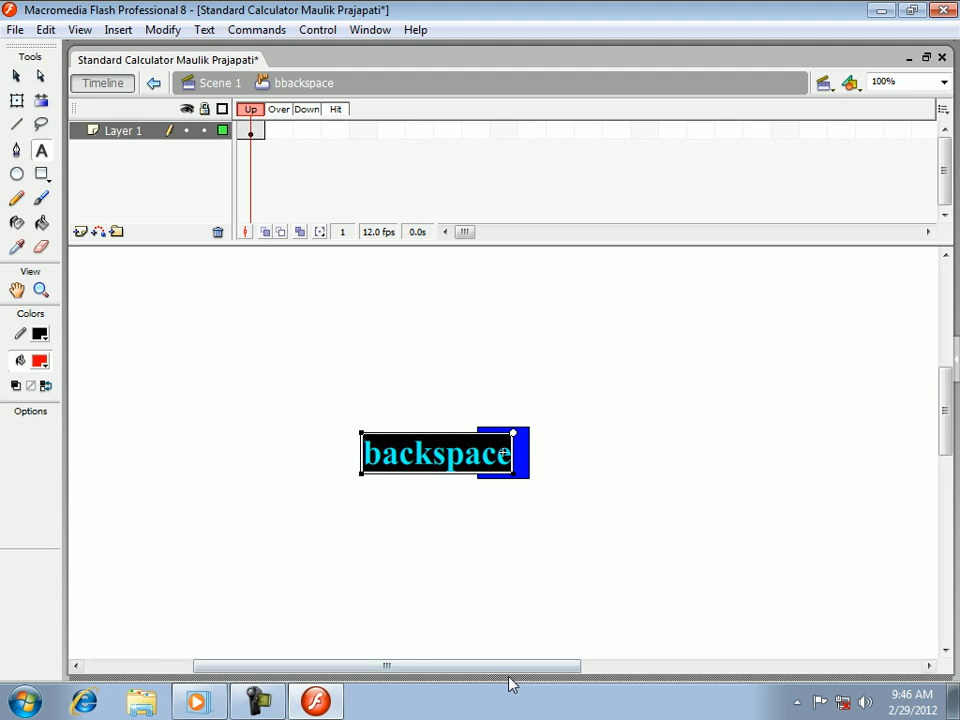 Macromedia Flash Professional 8 - [Standard Calculator Maulik Prajapati*]
File Edit View Insert Modify Text Commands Control Window Help
Tools
Standard Calculator Maulik Prajapati*
Timeline Scene 1 bbackspace 100%
Up Over Down Hit
Layer 1
1 12.0 fps 0.0s
A
View
Colors
Options
backspace
9:46 AM
2/29/2012